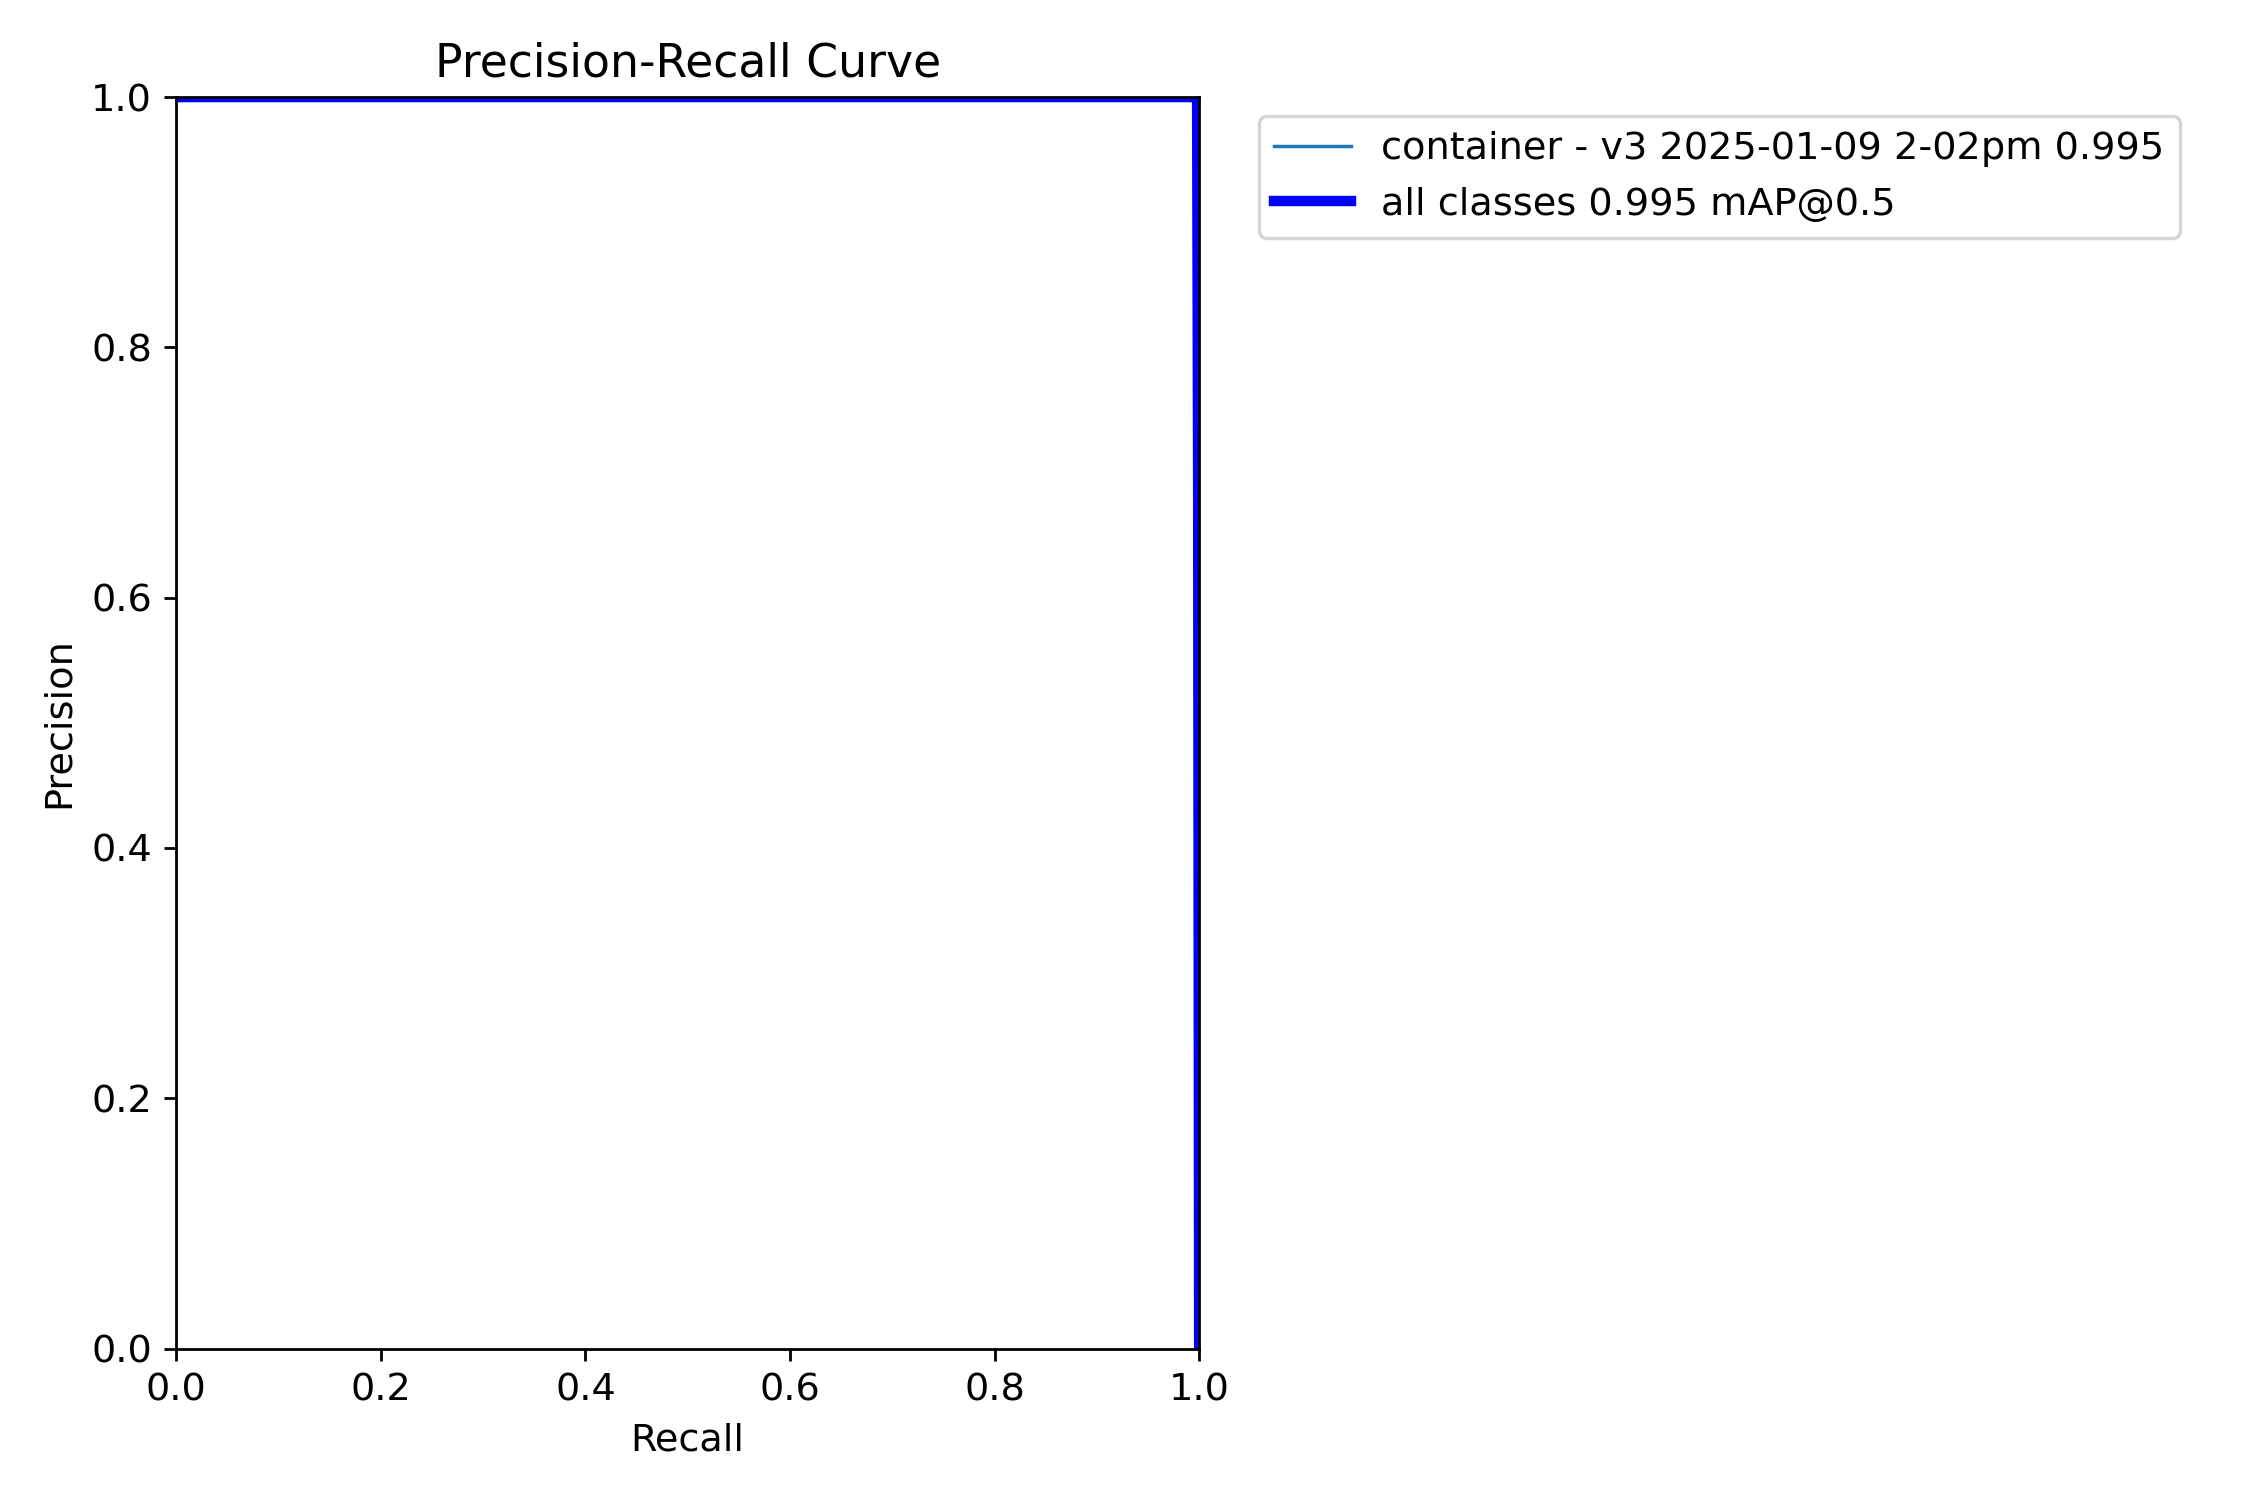 Precision-Recall Curve
container - v3 2025-01-09 2-02pm 0.995
all classes 0.995 mAP@0.5
Precision
1.0
0.8
0.6
0.4
0.2
0.0
0.0 0.2 0.4 0.6 0.8 1.0
Recall